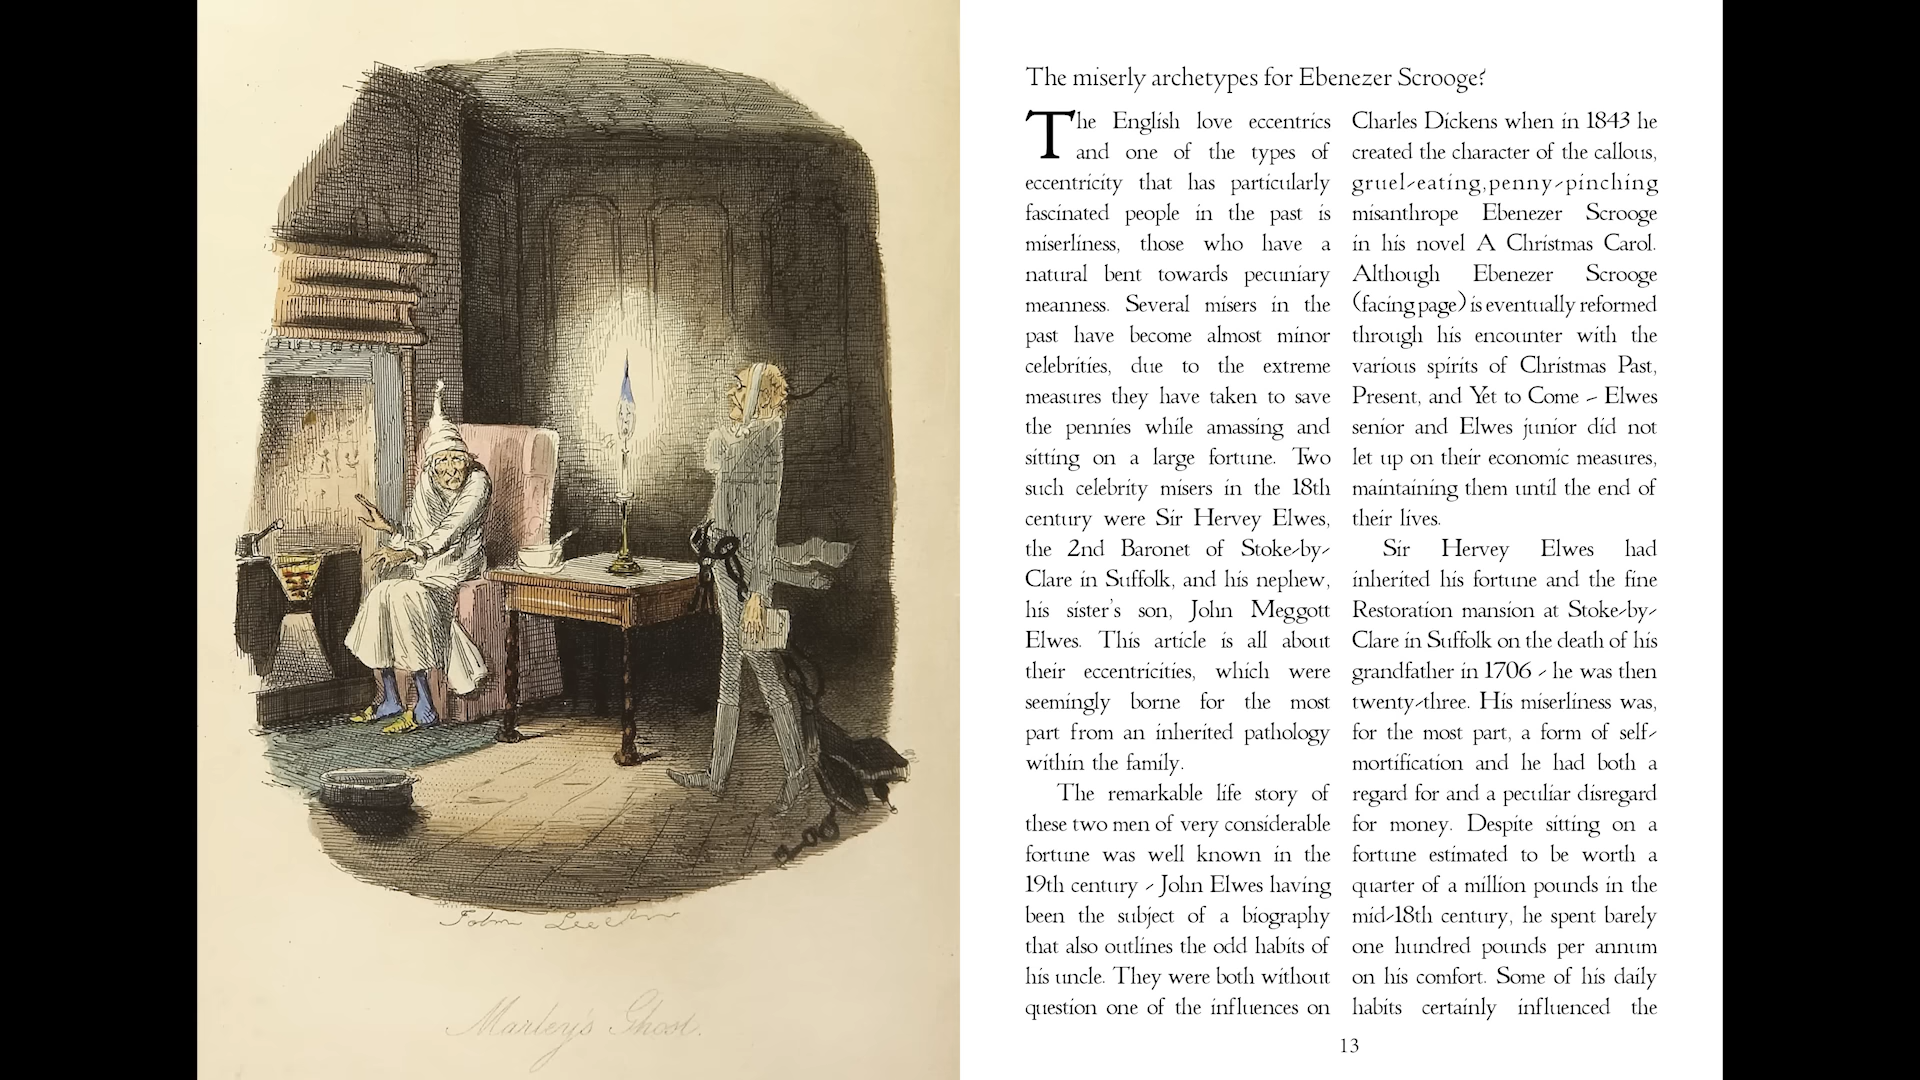 John Leech
Marley's Ghost.
The miserly archetypes for Ebenezer Scrooge?
The English love eccentrics
and one of the types of
eccentricity that has particularly
fascinated people in the past is
miserliness, those who have a
natural bent towards pecuniary
meanness. Several misers in the
past have become almost minor
celebrities, due to the extreme
measures they have taken to save
the pennies while amassing and
sitting on a large fortune. Two
such celebrity misers in the 18th
century were Sir Hervey Elwes,
the 2nd Baronet of Stoke-by-
Clare in Suffolk, and his nephew,
his sister's son, John Meggott
Elwes. This article is all about
their eccentricities, which were
seemingly borne for the most
part from an inherited pathology
within the family.
The remarkable life story of
these two men of very considerable
fortune was well known in the
19th century - John Elwes having
been the subject of a biography
that also outlines the odd habits of
his uncle. They were both without
question one of the influences on
Charles Dickens when in 1843 he
created the character of the callous,
gruel-eating,penny-pinching
misanthrope Ebenezer Scrooge
in his novel A Christmas Carol.
Although Ebenezer Scrooge
(facing page) is eventually reformed
through his encounter with the
various spirits of Christmas Past,
Present, and Yet to Come - Elwes
senior and Elwes junior did not
let up on their economic measures,
maintaining them until the end of
their lives.
Sir Hervey Elwes had
inherited his fortune and the fine
Restoration mansion at Stoke-by-
Clare in Suffolk on the death of his
grandfather in 1706 - he was then
twenty-three. His miserliness was,
for the most part, a form of self-
mortification and he had both a
regard for and a peculiar disregard
for money. Despite sitting on a
fortune estimated to be worth a
quarter of a million pounds in the
mid-18th century, he spent barely
one hundred pounds per annum
on his comfort. Some of his daily
habits certainly influenced the
13